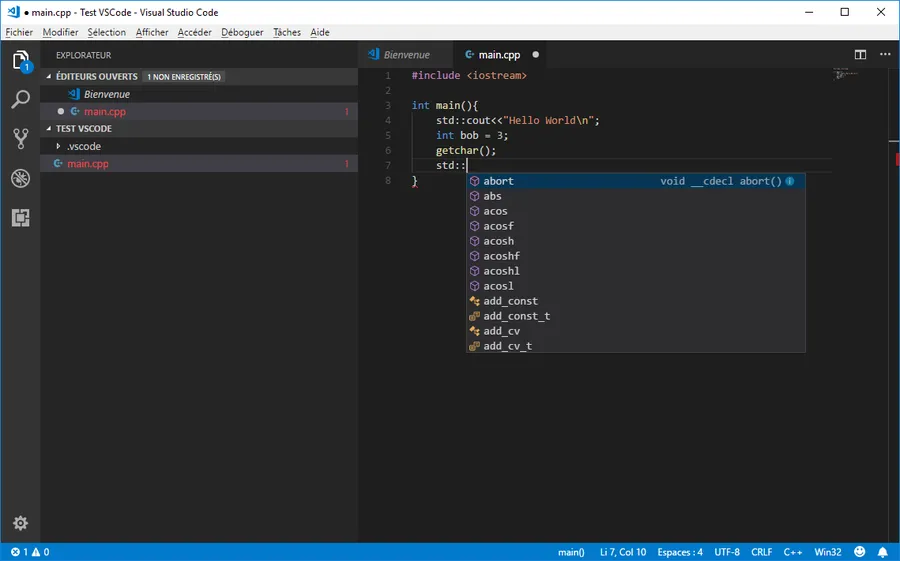 ● main.cpp - Test VSCode - Visual Studio Code
Fichier Modifier Sélection Afficher Accéder Déboguer Tâches Aide
EXPLORATEUR
ÉDITEURS OUVERTS 1 NON ENREGISTRÉ(S)
Bienvenue
main.cpp 1
TEST VSCODE
.vscode
main.cpp 1
1
Bienvenue main.cpp
1 #include <iostream>
2
3 int main(){
4 std::cout<<"Hello World\n";
5 int bob = 3;
6 getchar();
7 std::
8 }
abort void __cdecl abort()
abs
acos
acosf
acosh
acoshf
acoshl
acosl
add_const
add_const_t
add_cv
add_cv_t
1 0 main() Li 7, Col 10 Espaces : 4 UTF-8 CRLF C++ Win32